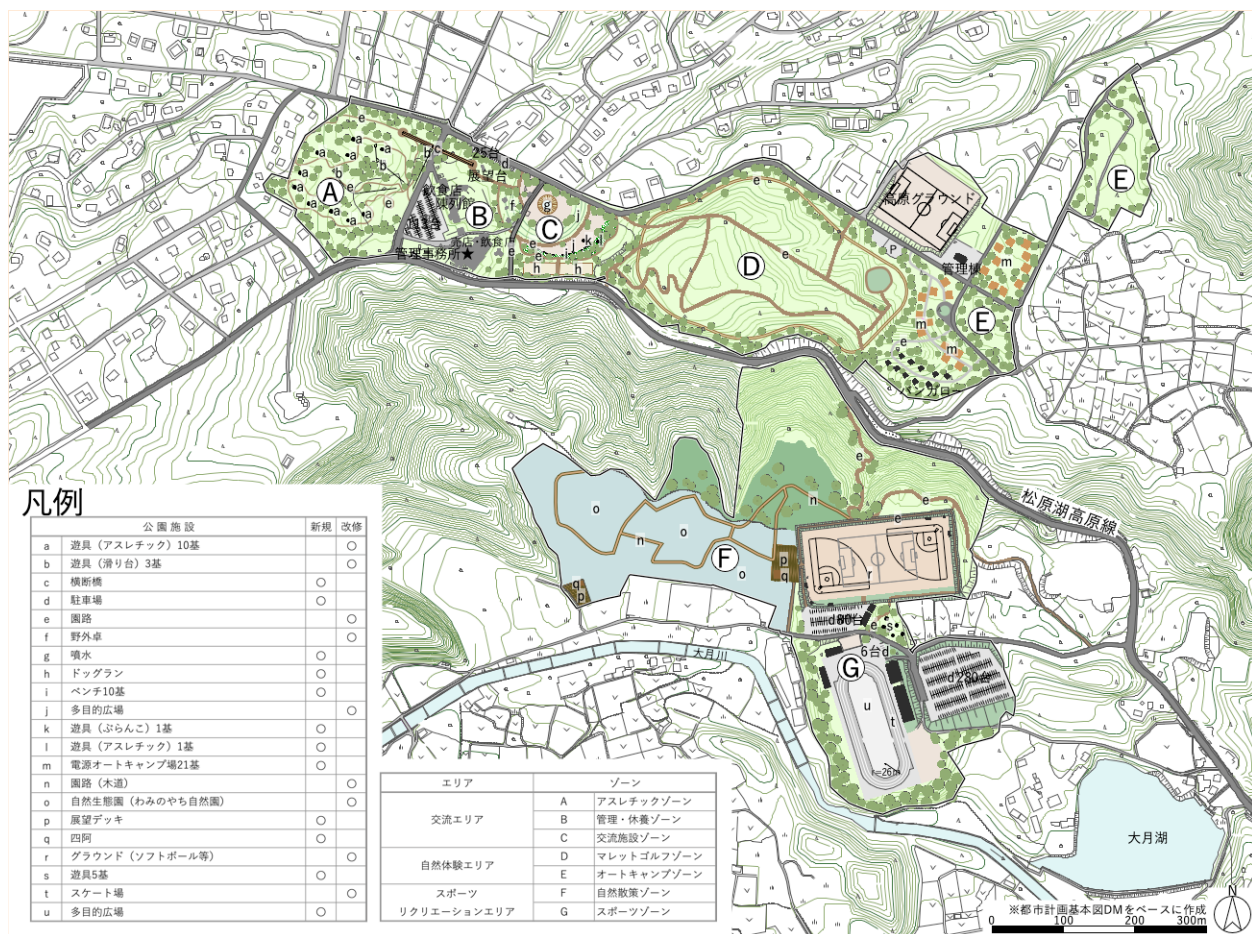 e
a
a
a
a
a
b
b
c
25台
d
展望台
a
b
A
e
a
e
a
a
a
a
a
飲食店
陳列館
B
f
g
j
C
売店・飲食店
管理事務所★
e
e
e
j
k
l
i
h
h
e
e
D
高原グラウンド
P
管理棟
m
E
E
m
m
e
バンガロー
e
e
e
松原湖高原線
o
n
o
n
F
o
p
q
q
p
r
d80台
e
s
6台d
G
大月川
d280台
u
t
r=26m
大月湖
凡例
公園施設 新規 改修
a 遊具（アスレチック）10基 ○
b 遊具（滑り台）3基 ○
c 横断橋 ○
d 駐車場 ○
e 園路 ○
f 野外卓 ○
g 噴水 ○
h ドッグラン ○
i ベンチ10基 ○
j 多目的広場 ○
k 遊具（ぶらんこ）1基 ○
l 遊具（アスレチック）1基 ○
m 電源オートキャンプ場21基 ○
n 園路（木道） ○
o 自然生態園（わみのやち自然園） ○
p 展望デッキ ○
q 四阿 ○
r グラウンド（ソフトボール等） ○
s 遊具5基 ○
t スケート場 ○
u 多目的広場 ○
エリア ゾーン
交流エリア
A アスレチックゾーン
B 管理・休養ゾーン
C 交流施設ゾーン
自然体験エリア
D マレットゴルフゾーン
E オートキャンプゾーン
スポーツ
リクリエーションエリア
F 自然散策ゾーン
G スポーツゾーン
※都市計画基本図DMをベースに作成
0 100 200 300m
N